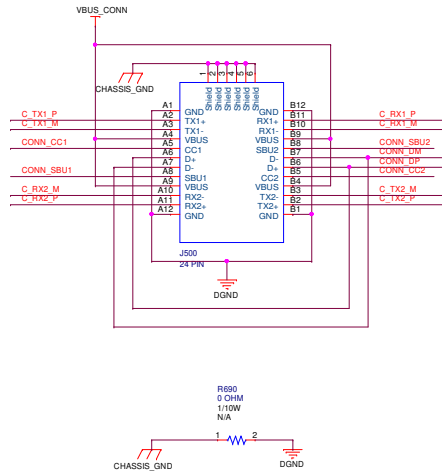 VBUS_CONN
CHASSIS_GND
1 2 3 4 5 6
Shield Shield Shield Shield Shield Shield
A1 GND GND B12
C_TX1_P A2 TX1+ RX1+ B11 C_RX1_P
C_TX1_M A3 TX1- RX1- B10 C_RX1_M
A4 VBUS VBUS B9
CONN_CC1 A5 CC1 SBU2 B8 CONN_SBU2
A6 D+ D- B7 CONN_DM
A7 D- D+ B6 CONN_DP
CONN_SBU1 A8 SBU1 CC2 B5 CONN_CC2
A9 VBUS VBUS B4
C_RX2_M A10 RX2- TX2- B3 C_TX2_M
C_RX2_P A11 RX2+ TX2+ B2 C_TX2_P
A12 GND GND B1
J500
24 PIN
DGND
R690
0 OHM
1/10W
N/A
1 2
CHASSIS_GND
DGND